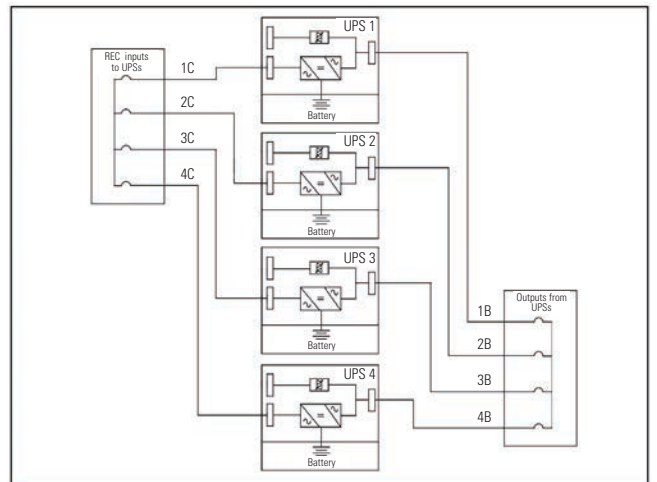 REC inputs
to UPSs
1C
2C
3C
4C
UPS 1
Battery
UPS 2
Battery
UPS 3
Battery
UPS 4
Battery
Outputs from
UPSs
1B
2B
3B
4B